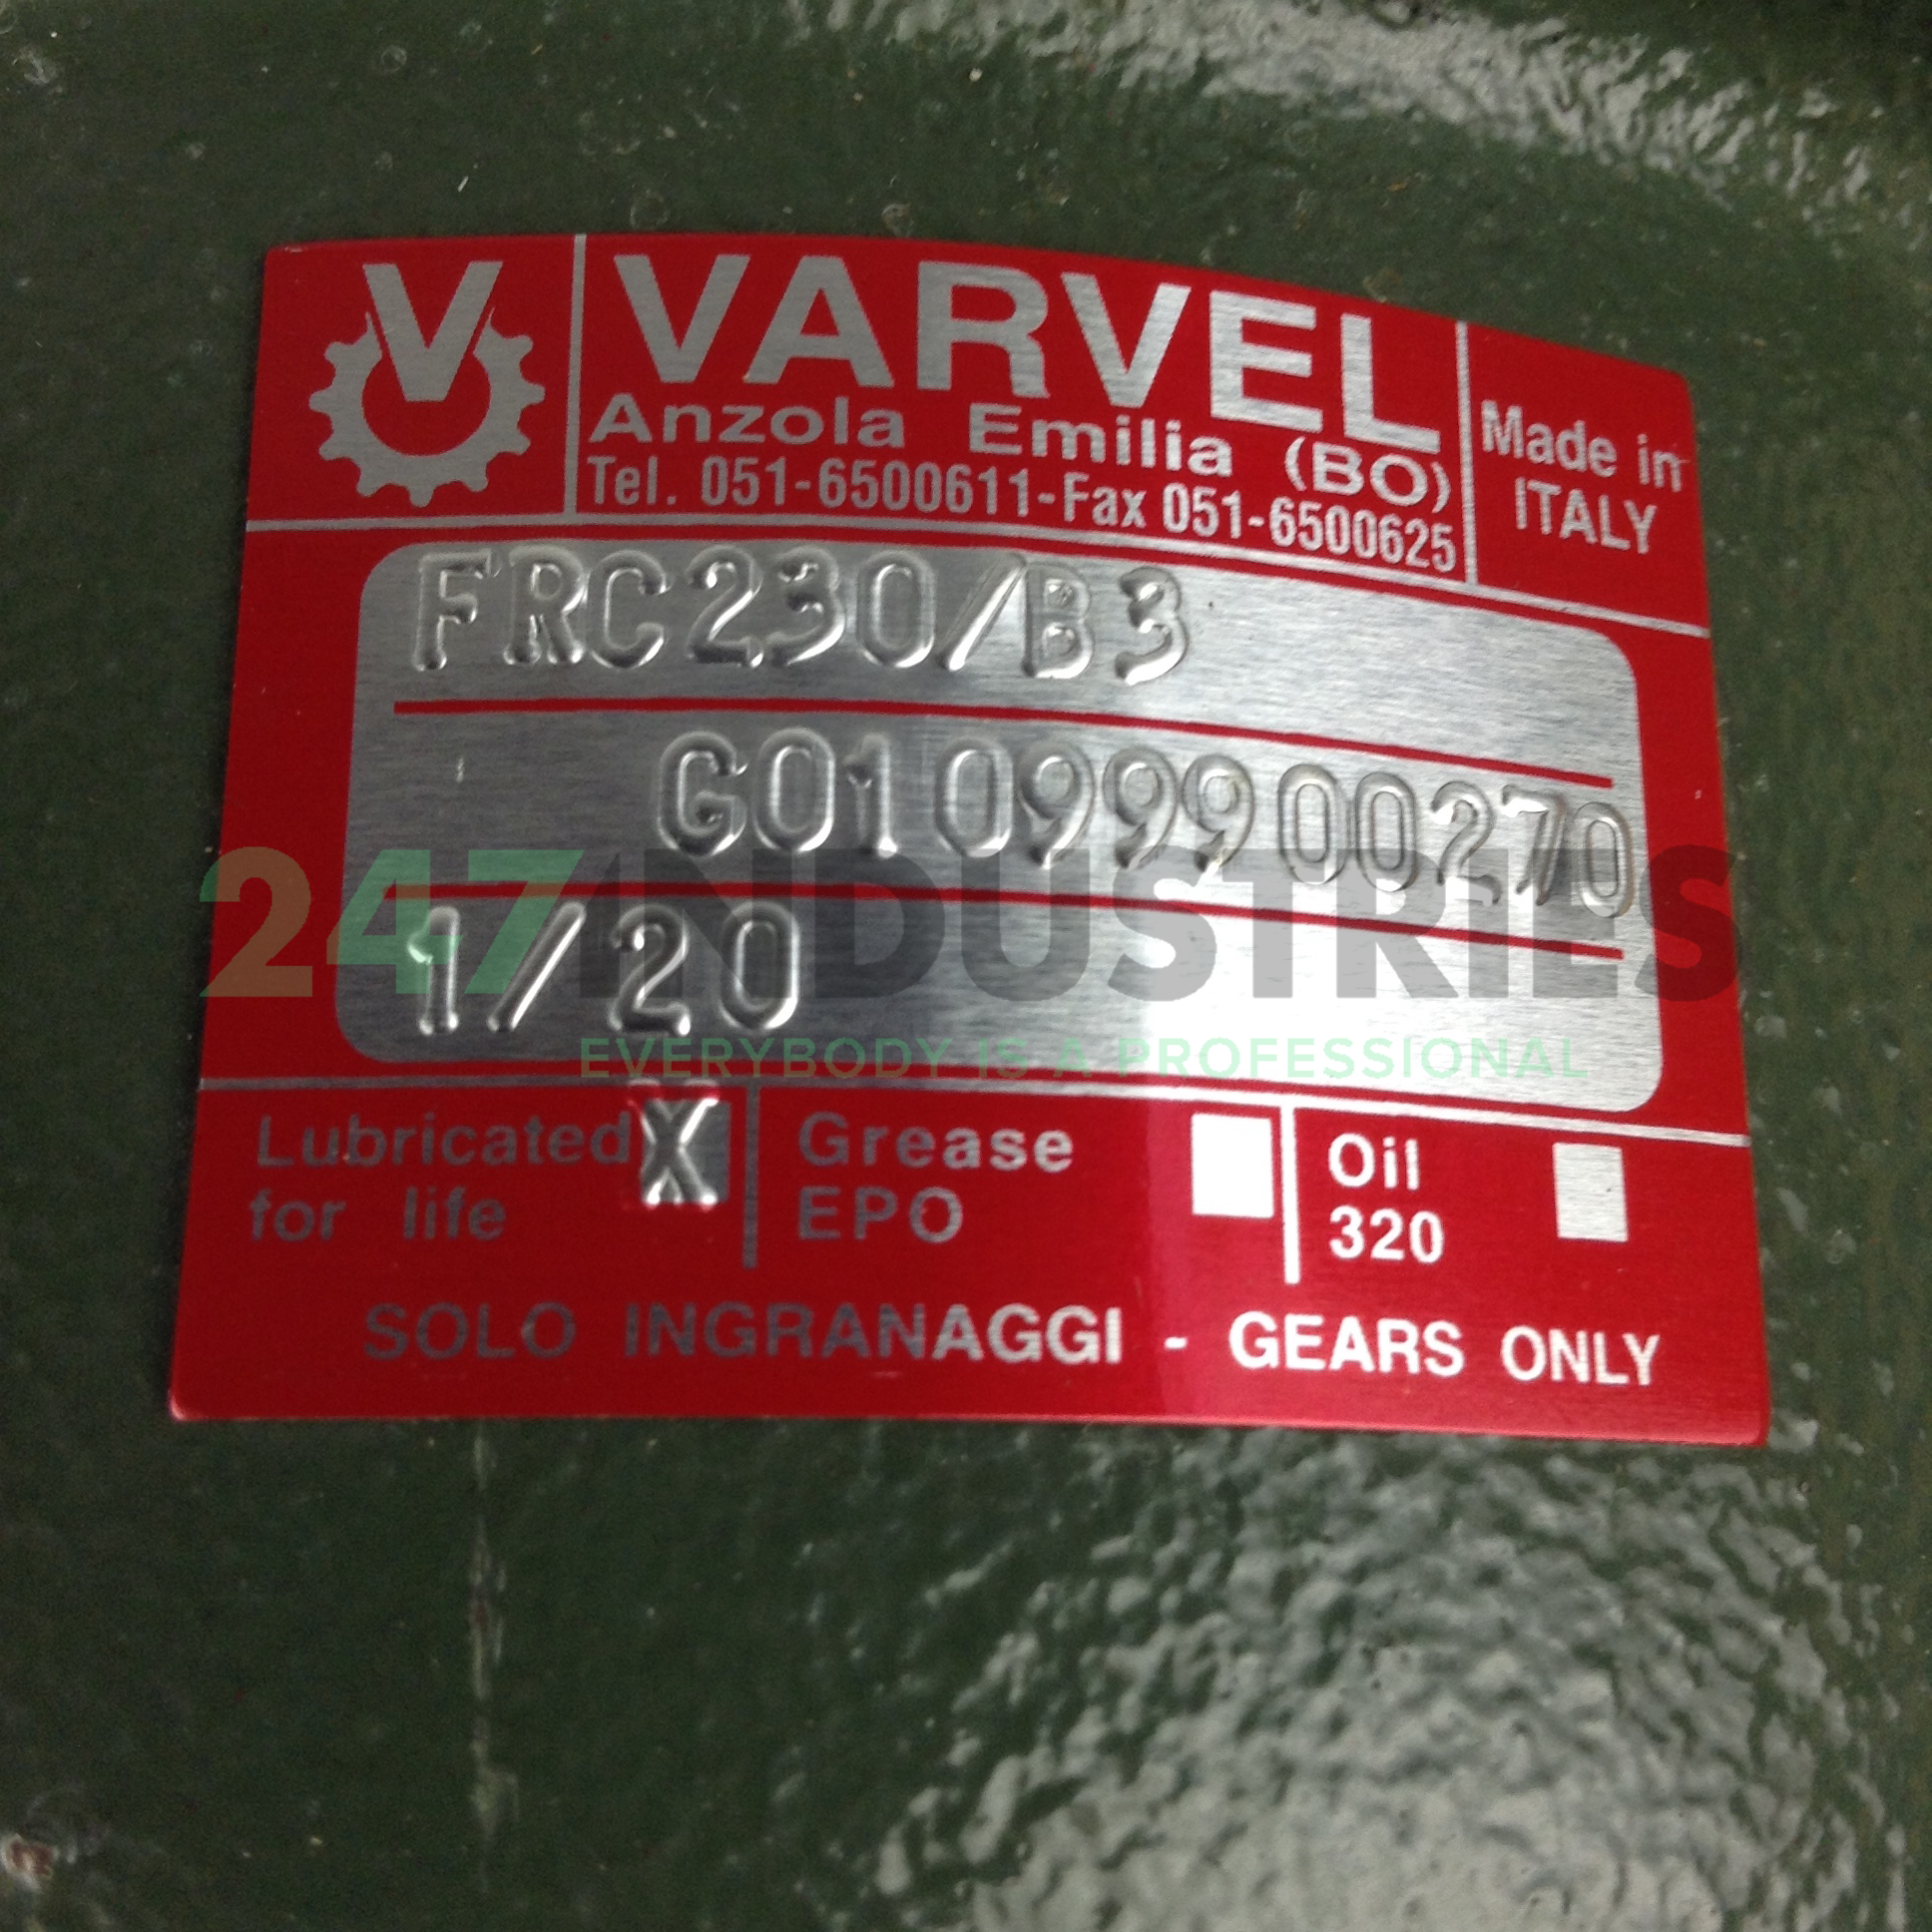 V
VARVEL
Anzola Emilia (BO)
Tel. 051-6500611-Fax 051-6500625
Made in
ITALY
FRC230/B3
G01099900270
1/20
247INDUSTRIES
EVERYBODY IS A PROFESSIONAL
Lubricated X
for life
Grease
EPO
Oil
320
SOLO INGRANAGGI - GEARS ONLY